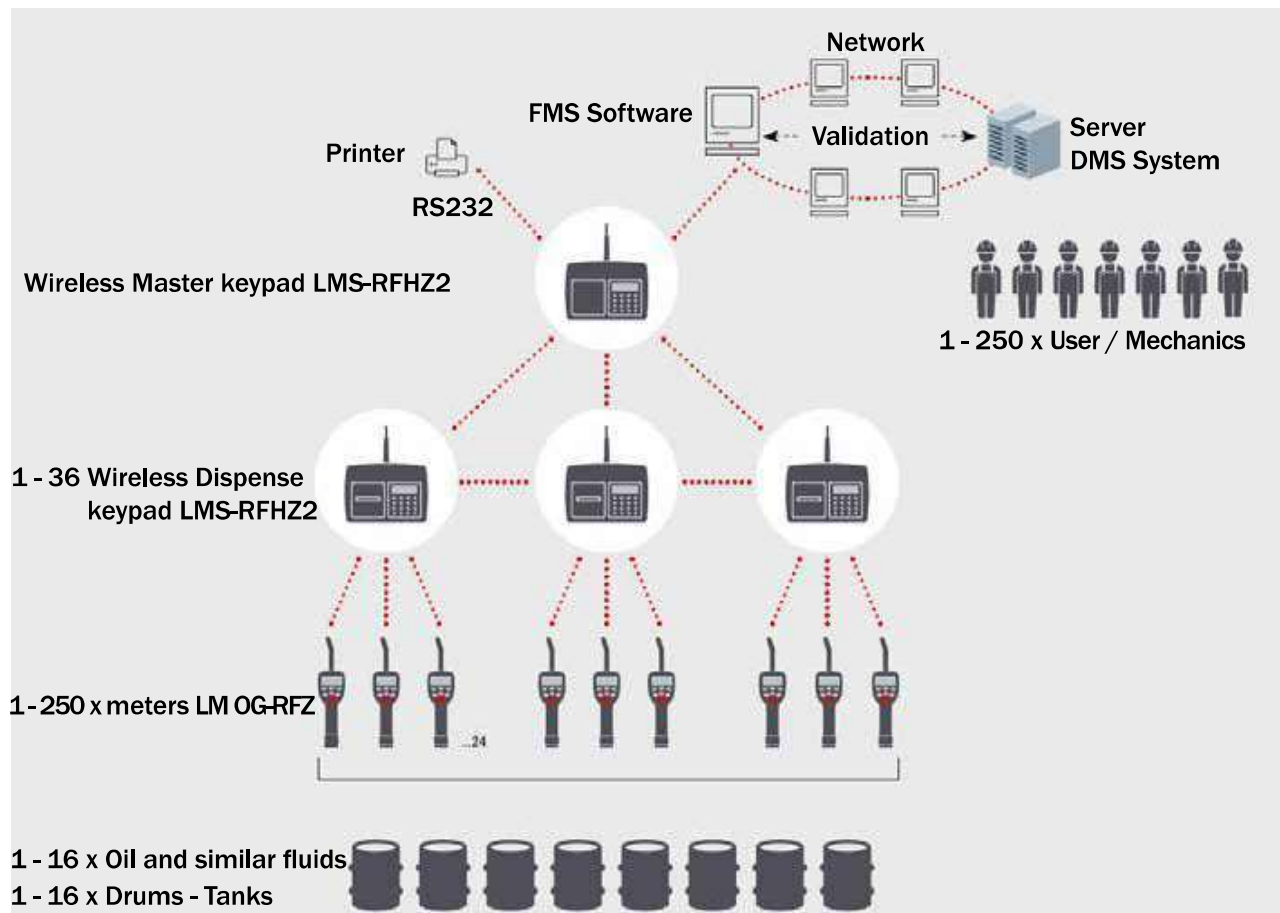 Network
FMS Software
Validation
Server
DMS System
Printer
RS232
Wireless Master keypad LMS-RFHZ2
1 - 250 x User / Mechanics
1 - 36 Wireless Dispense
keypad LMS-RFHZ2
1 - 250 x meters LM OG-RFZ
...24
1 - 16 x Oil and similar fluids
1 - 16 x Drums - Tanks